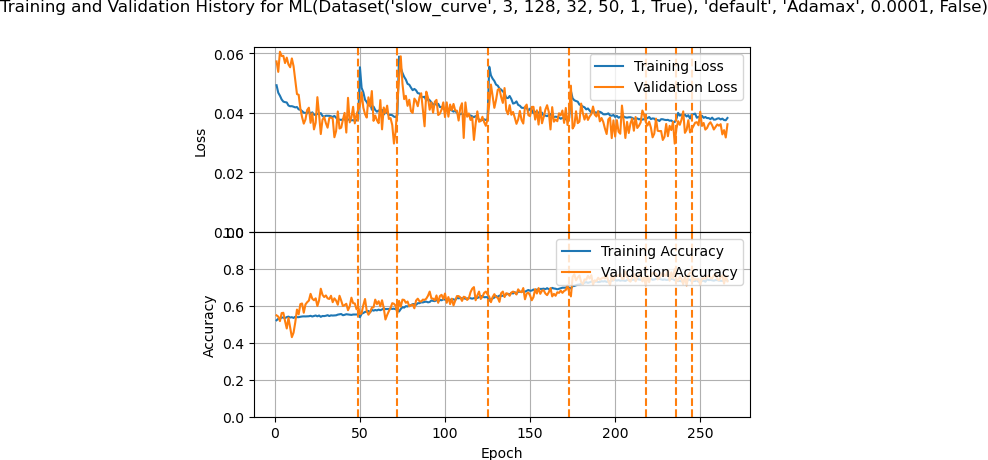 Training and Validation History for ML(Dataset('slow_curve', 3, 128, 32, 50, 1, True), 'default', 'Adamax', 0.0001, False)
0.06
0.04
0.02
0.00
Loss
Training Loss
Validation Loss
1.0
0.8
0.6
0.4
0.2
0.0
Accuracy
Training Accuracy
Validation Accuracy
0 50 100 150 200 250
Epoch